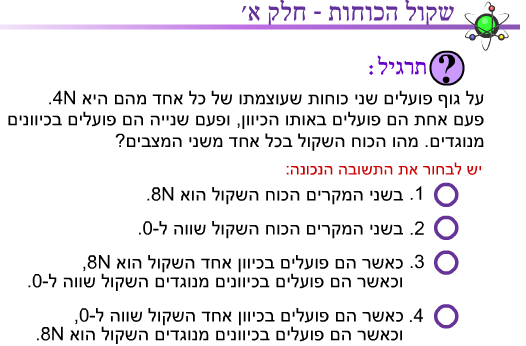 שקול הכוחות - חלק א׳
? תרגיל:
על גוף פועלים שני כוחות שעוצמתו של כל אחד מהם היא 4N.
פעם אחת הם פועלים באותו הכיוון, ופעם שנייה הם פועלים בכיוונים
מנוגדים. מהו הכוח השקול בכל אחד משני המצבים?
יש לבחור את התשובה הנכונה:
1. בשני המקרים הכוח השקול הוא 8N.
2. בשני המקרים הכוח השקול שווה ל-0.
3. כאשר הם פועלים בכיוון אחד השקול הוא 8N,
וכאשר הם פועלים בכיוונים מנוגדים השקול שווה ל-0.
4. כאשר הם פועלים בכיוון אחד השקול שווה ל-0,
וכאשר הם פועלים בכיוונים מנוגדים השקול הוא 8N.